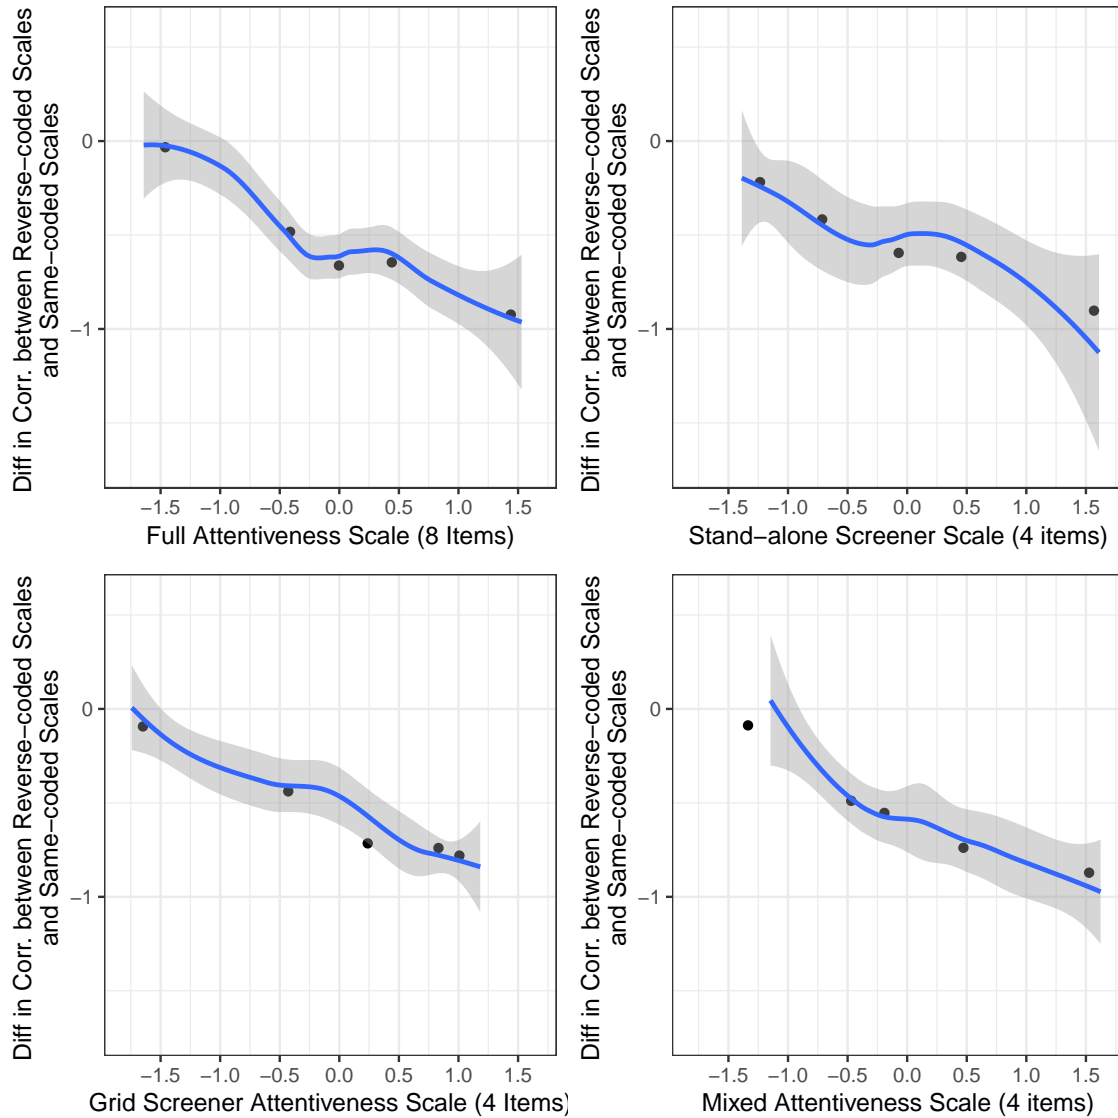 Diff in Corr. between Reverse−coded Scales
and Same−coded Scales
0
−1
−1.5 −1.0 −0.5 0.0 0.5 1.0 1.5
Full Attentiveness Scale (8 Items)
Diff in Corr. between Reverse−coded Scales
and Same−coded Scales
0
−1
−1.5 −1.0 −0.5 0.0 0.5 1.0 1.5
Stand−alone Screener Scale (4 items)
Diff in Corr. between Reverse−coded Scales
and Same−coded Scales
0
−1
−1.5 −1.0 −0.5 0.0 0.5 1.0 1.5
Grid Screener Attentiveness Scale (4 Items)
Diff in Corr. between Reverse−coded Scales
and Same−coded Scales
0
−1
−1.5 −1.0 −0.5 0.0 0.5 1.0 1.5
Mixed Attentiveness Scale (4 items)